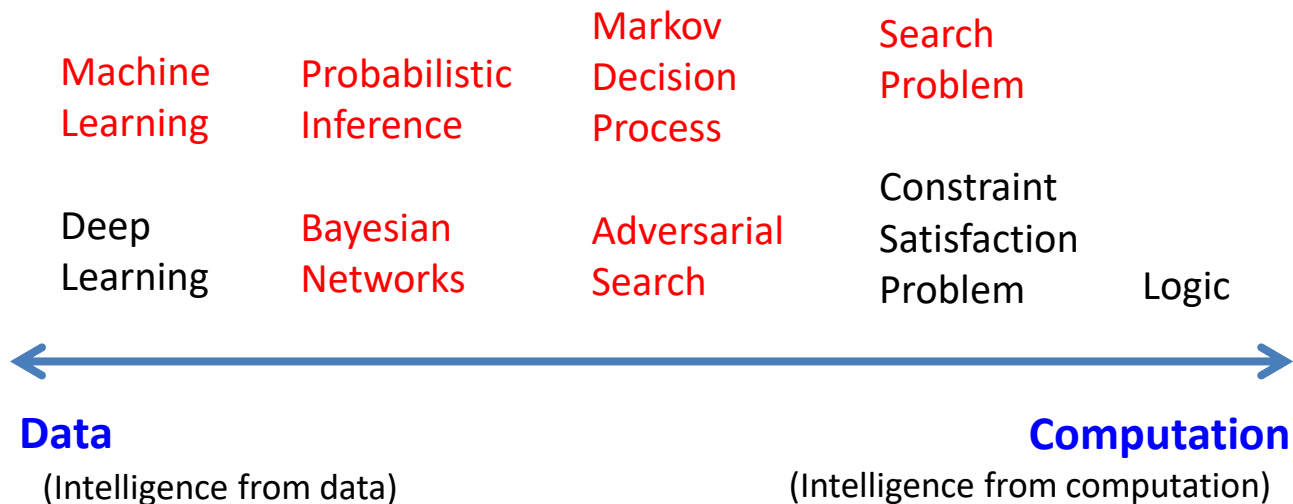 Machine
Learning
Probabilistic
Inference
Markov
Decision
Process
Search
Problem
Deep
Learning
Bayesian
Networks
Adversarial
Search
Constraint
Satisfaction
Problem
Logic
Data
(Intelligence from data)
Computation
(Intelligence from computation)